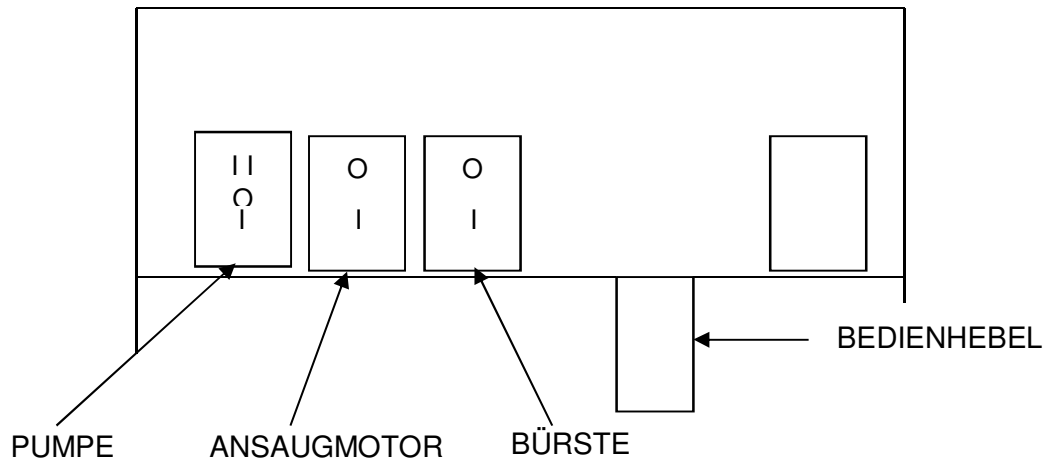 II O O
O
I I I
BEDIENHEBEL
PUMPE ANSAUGMOTOR BÜRSTE